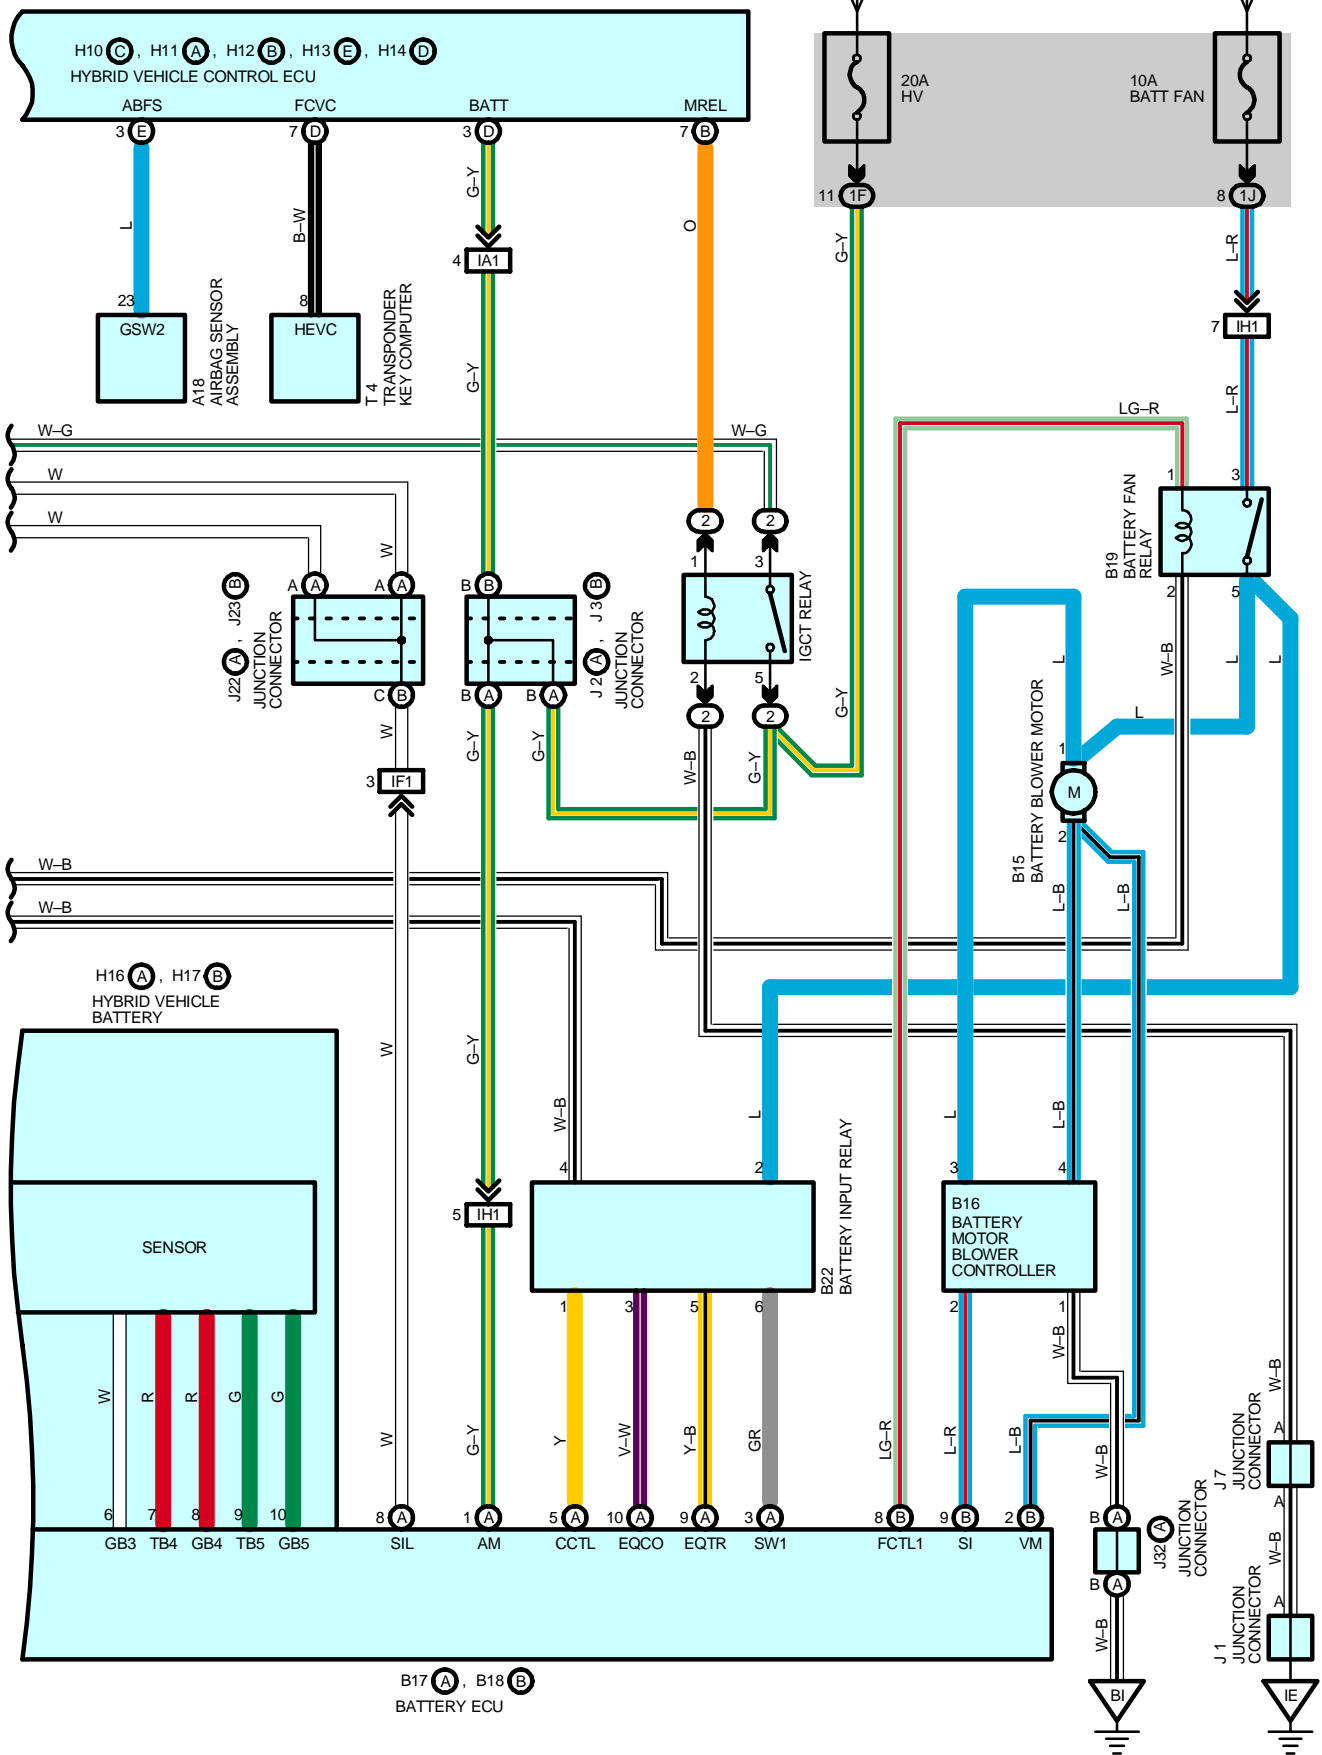 H10 C , H11 A , H12 B , H13 E , H14 D
HYBRID VEHICLE CONTROL ECU
ABFS FCVC BATT MREL
3 E 7 D 3 D 7 B
20A
HV
10A
BATT FAN
11 1F 8 1J
L B–W G–Y O G–Y L–R
4 IA1
7 IH1
23 8
GSW2 HEVC
A18
AIRBAG SENSOR
ASSEMBLY
T 4
TRANSPONDER
KEY COMPUTER
G–Y L–R
LG–R
W–G W–G
W
W
W
1 3
B19
BATTERY FAN
RELAY
2 5
2 2
1 3
IGCT RELAY
2 5
2 2
A A A A
J22 A , J23 B
JUNCTION
CONNECTOR
C B
B B
J 2 A , J 3 B
JUNCTION
CONNECTOR
B A B A
W G–Y G–Y W–B G–Y G–Y
L W–B L L
L
3 IF1
1
M
2
B15
BATTERY BLOWER MOTOR
L–B L–B
W–B
W–B
H16 A , H17 B
HYBRID VEHICLE
BATTERY
W G–Y W–B L L L–B
4 2 3 4
5 IH1
SENSOR
B22
BATTERY INPUT RELAY
B16
BATTERY
MOTOR
BLOWER
CONTROLLER
1 3 5 6 2 1
W–B
W R R G G
W G–Y Y V–W Y–B GR LG–R L–R L–B W–B
W–B
A
J 7
JUNCTION
CONNECTOR
A
6 7 8 9 10
8 A 1 A 5 A 10 A 9 A 3 A 8 B 9 B 2 B B A
GB3 TB4 GB4 TB5 GB5 SIL AM CCTL EQCO EQTR SW1 FCTL1 SI VM
J32 A
JUNCTION
CONNECTOR
B A
W–B
W–B
A
J 1
JUNCTION
CONNECTOR
B17 A , B18 B
BATTERY ECU
BI IE